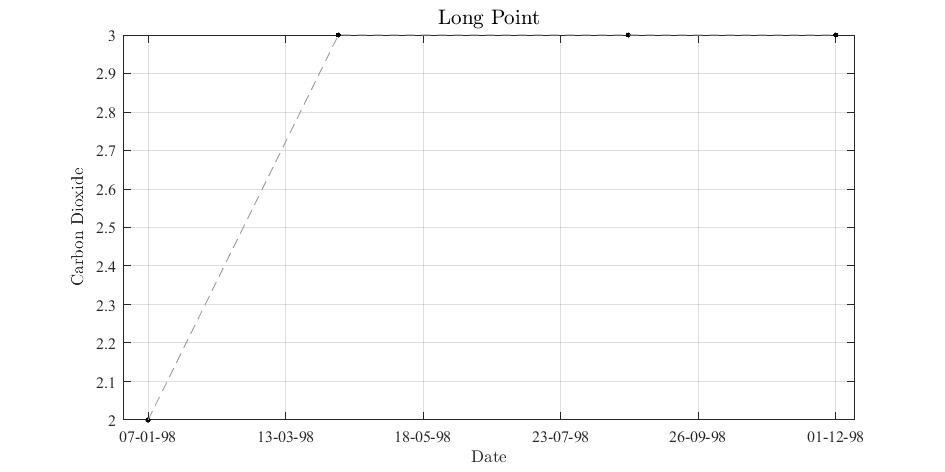 Long Point
3
2.9
2.8
2.7
2.6
2.5
2.4
2.3
2.2
2.1
2
Carbon Dioxide
07-01-98 13-03-98 18-05-98 23-07-98 26-09-98 01-12-98
Date